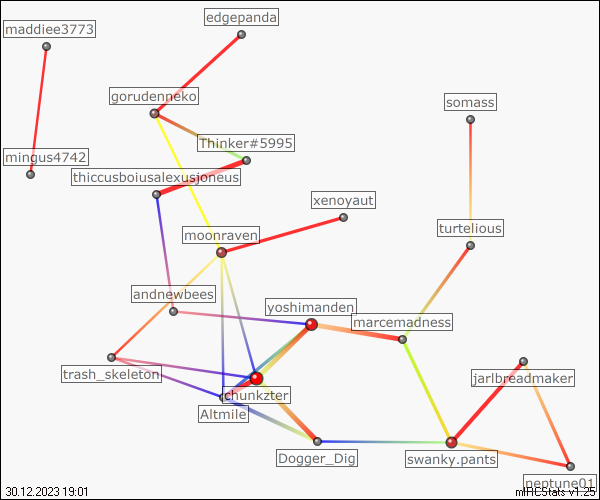 edgepanda
maddiee3773
gorudenneko
somass
Thinker#5995
mingus4742
thiccusboiusalexusjoneus
xenoyaut
turtelious
moonraven
andnewbees
yoshimanden
marcemadness
trash_skeleton
jarlbreadmaker
chunkzter
Altmile
Dogger_Dig
swanky.pants
neptune01
30.12.2023 19:01
mIRCStats v1.25